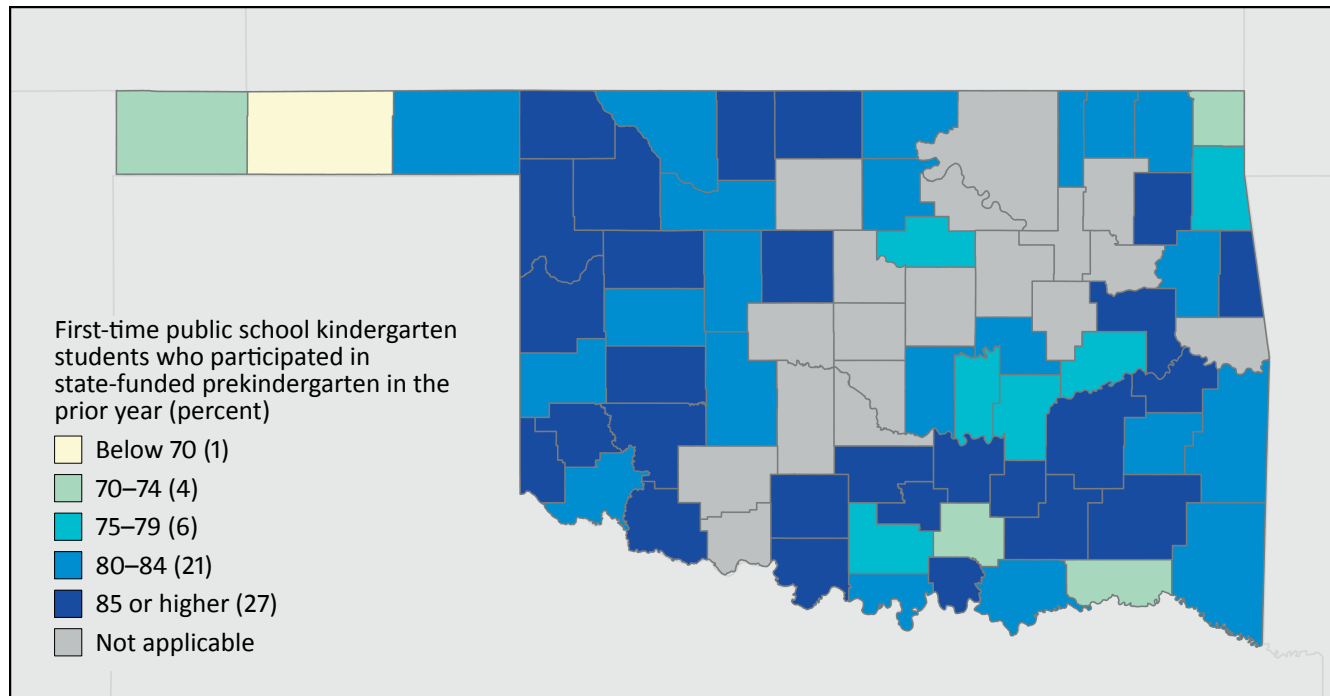 First-time public school kindergarten
students who participated in
state-funded prekindergarten in the
prior year (percent)
Below 70 (1)
70–74 (4)
75–79 (6)
80–84 (21)
85 or higher (27)
Not applicable